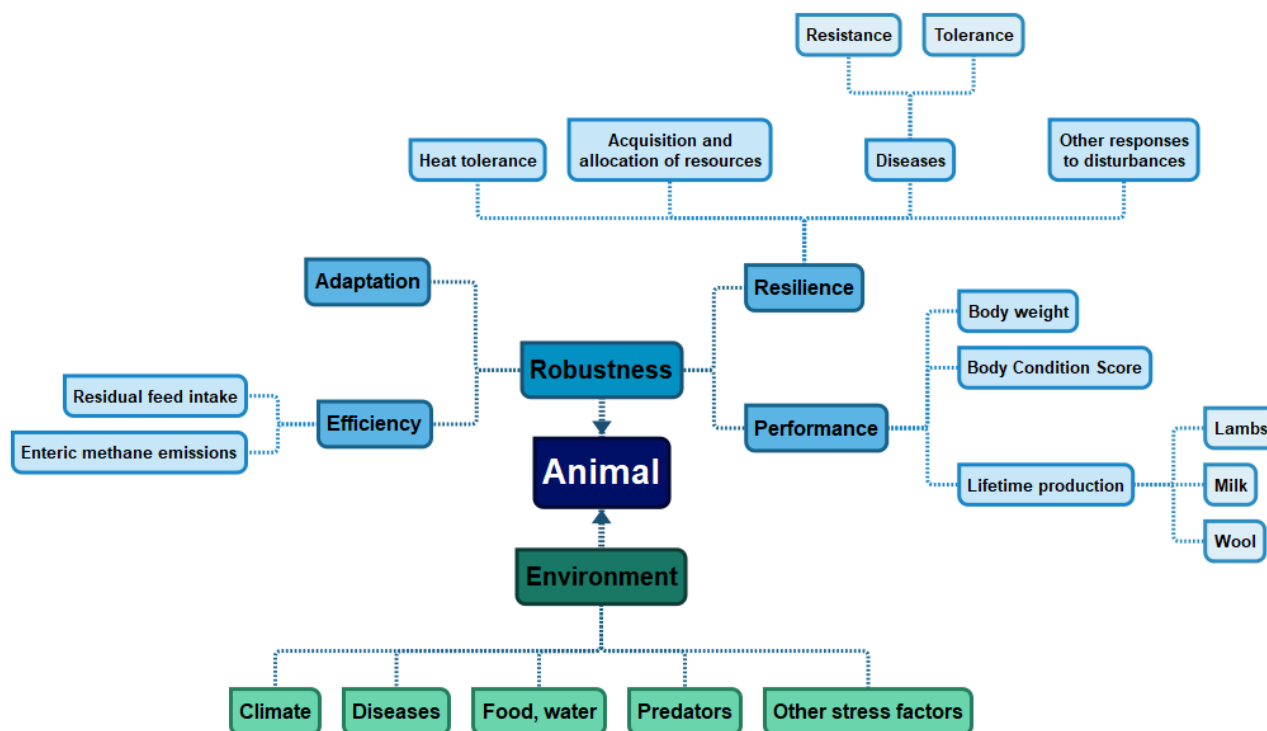 Resistance
Tolerance
Heat tolerance
Acquisition and
allocation of resources
Diseases
Other responses
to disturbances
Adaptation
Resilience
Body weight
Robustness
Body Condition Score
Residual feed intake
Efficiency
Performance
Enteric methane emissions
Lambs
Animal
Lifetime production
Milk
Wool
Environment
Climate
Diseases
Food, water
Predators
Other stress factors